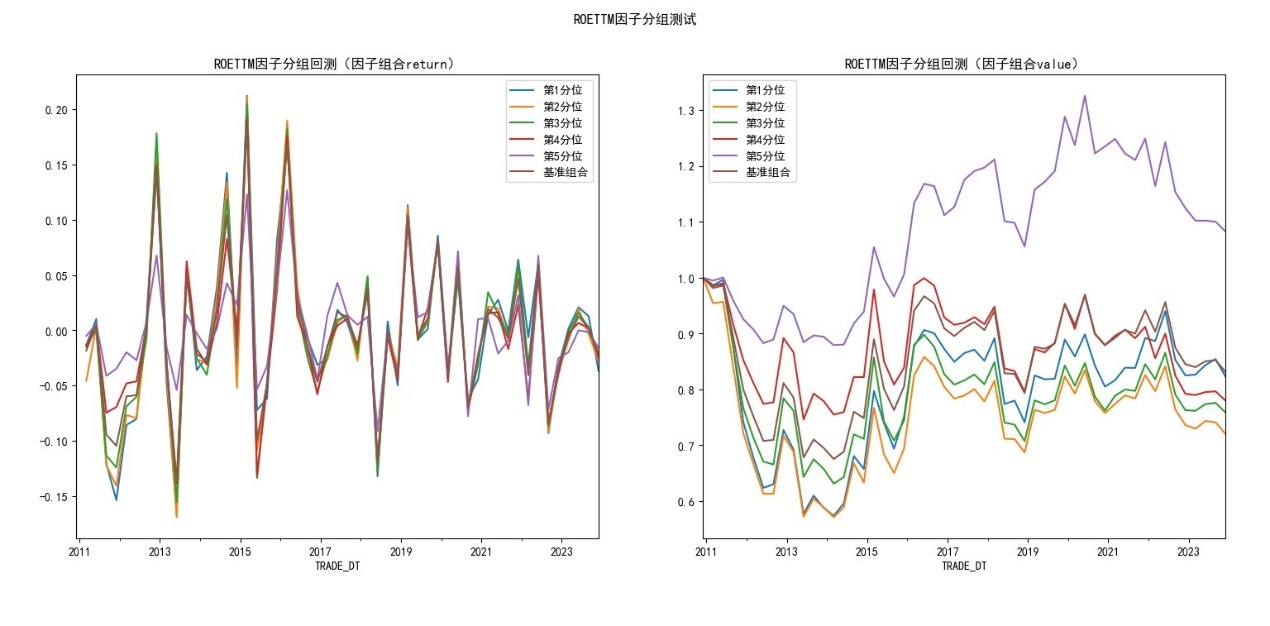 ROETTM因子分组测试
ROETTM因子分组回测（因子组合return）
第1分位
第2分位
第3分位
第4分位
第5分位
基准组合
0.20
0.15
0.10
0.05
0.00
−0.05
−0.10
−0.15
2011
2013
2015
2017
2019
2021
2023
TRADE_DT
ROETTM因子分组回测（因子组合value）
第1分位
第2分位
第3分位
第4分位
第5分位
基准组合
1.3
1.2
1.1
1.0
0.9
0.8
0.7
0.6
2011
2013
2015
2017
2019
2021
2023
TRADE_DT